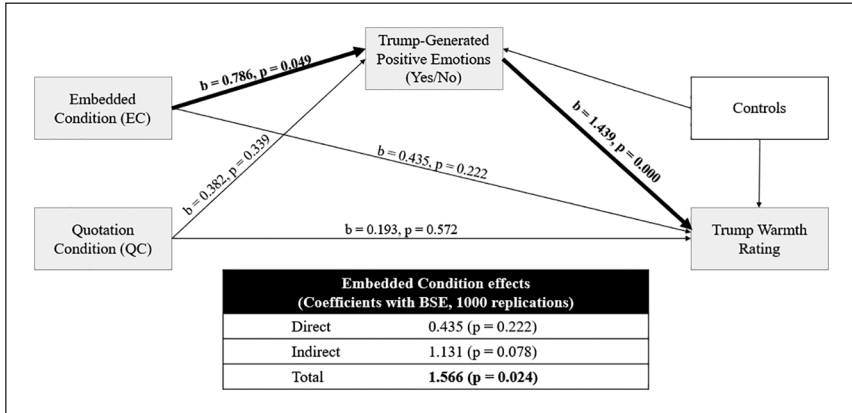 Trump-Generated
Positive Emotions
(Yes/No)
b = 0.786, p = 0.049
Embedded
Condition (EC)
Controls
b = 1.439, p = 0.000
b = 0.382, p = 0.339
b = 0.435, p = 0.222
Quotation
Condition (QC)
b = 0.193, p = 0.572
Trump Warmth
Rating
Embedded Condition effects
(Coefficients with BSE, 1000 replications)
Direct 0.435 (p = 0.222)
Indirect 1.131 (p = 0.078)
Total 1.566 (p = 0.024)